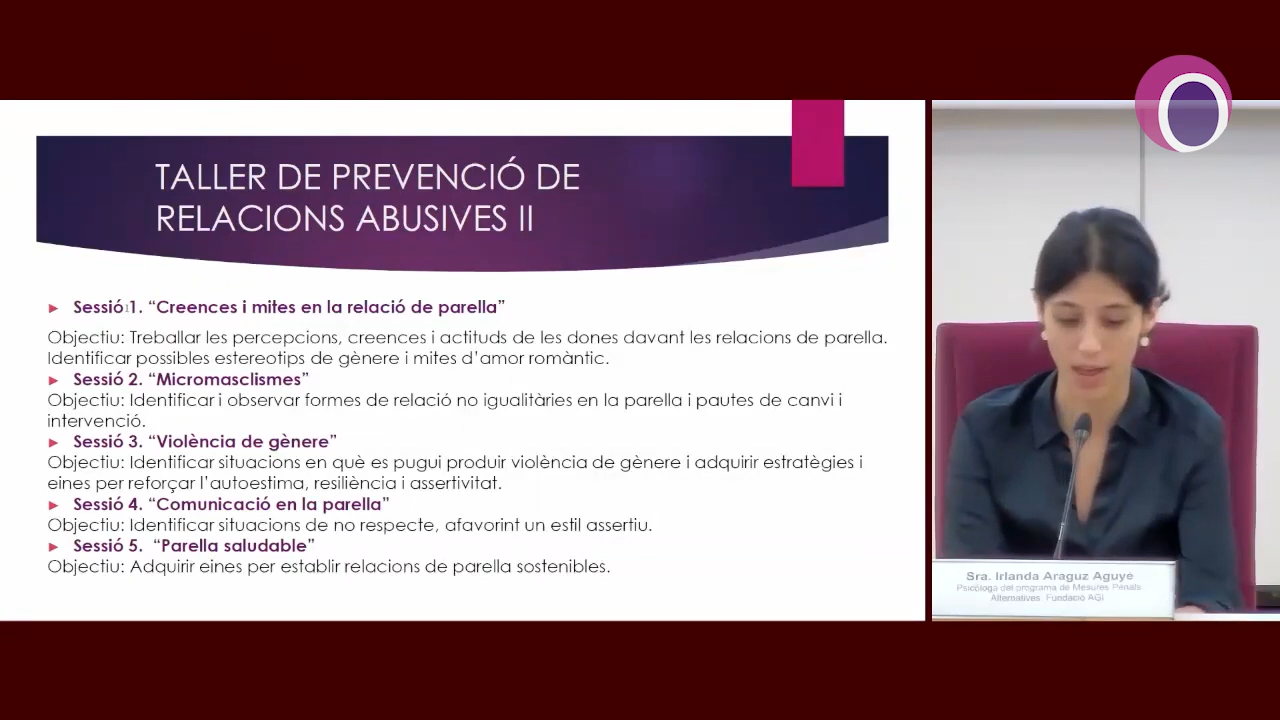 TALLER DE PREVENCIÓ DE
RELACIONS ABUSIVES II
Sessió 1. “Creences i mites en la relació de parella”
Objectiu: Treballar les percepcions, creences i actituds de les dones davant les relacions de parella.
Identificar possibles estereotips de gènere i mites d’amor romàntic.
Sessió 2. “Micromasclismes”
Objectiu: Identificar i observar formes de relació no igualitàries en la parella i pautes de canvi i
intervenció.
Sessió 3. “Violència de gènere”
Objectiu: Identificar situacions en què es pugui produir violència de gènere i adquirir estratègies i
eines per reforçar l’autoestima, resiliència i assertivitat.
Sessió 4. “Comunicació en la parella”
Objectiu: Identificar situacions de no respecte, afavorint un estil assertiu.
Sessió 5. “Parella saludable”
Objectiu: Adquirir eines per establir relacions de parella sostenibles.
Sra. Irlanda Araguz Aguyé
Psicòloga del programa de Mesures Penals
Alternatives Fundació AGI